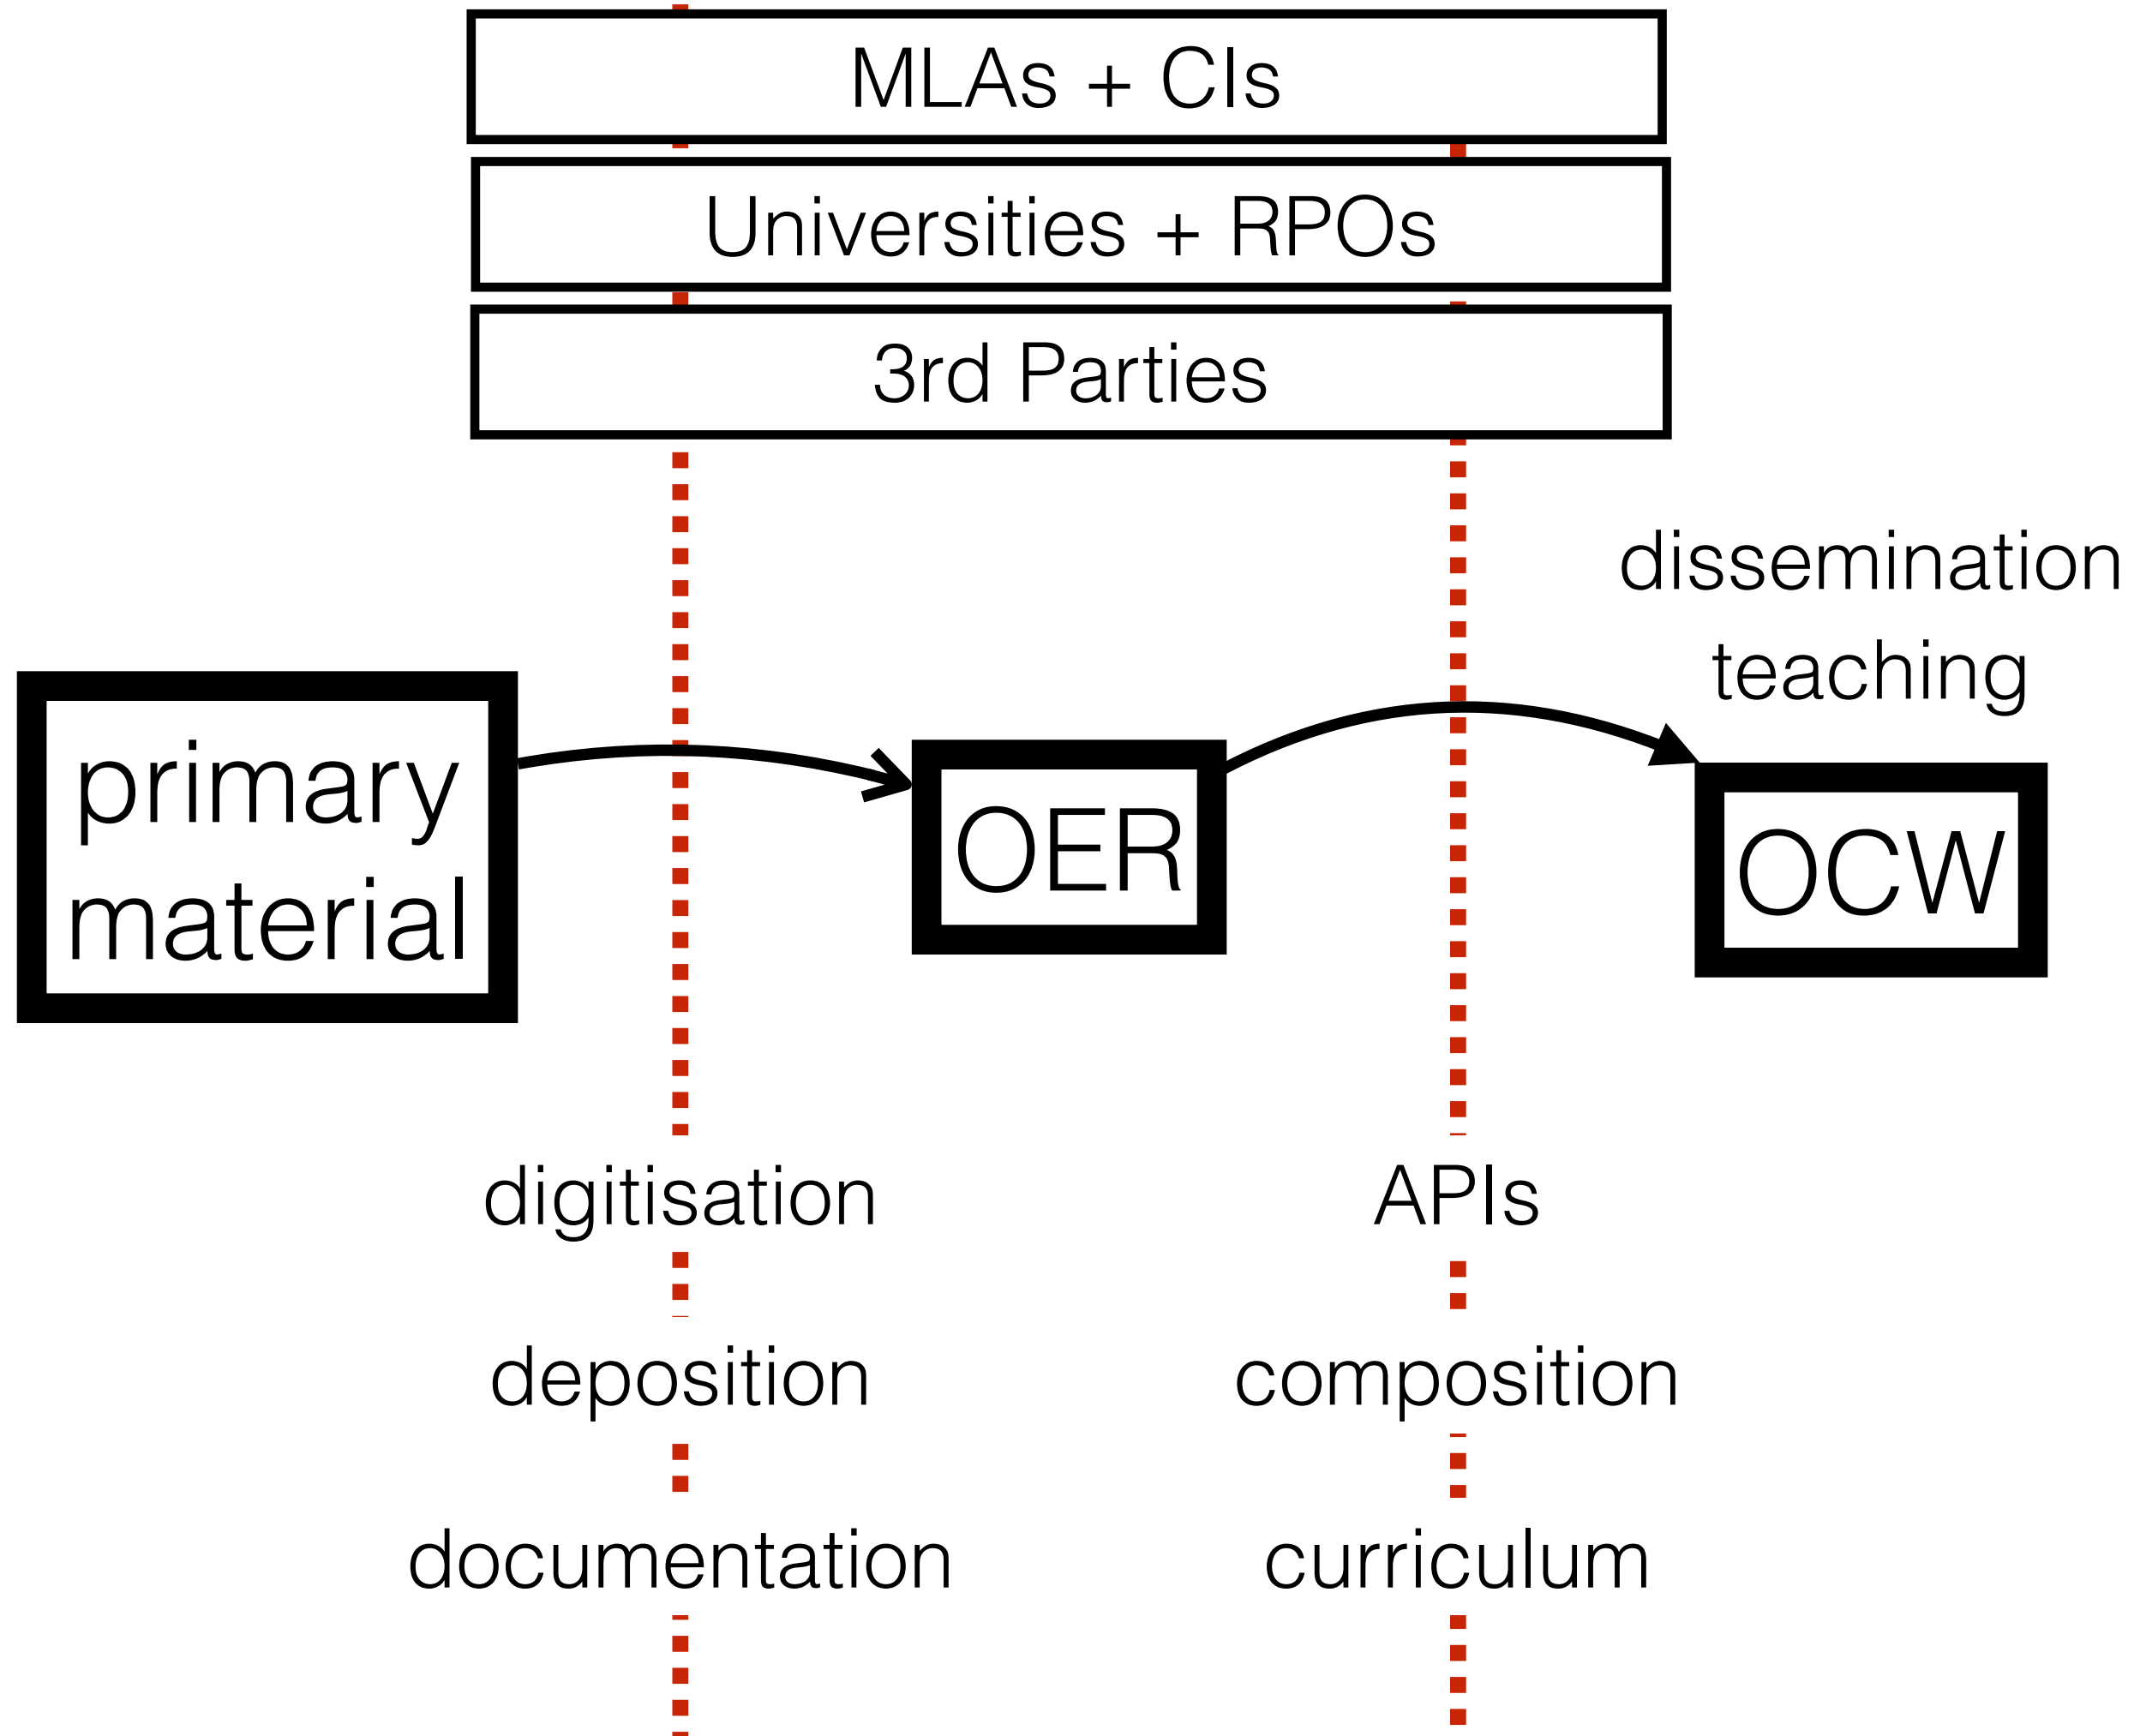 MLAs + CIs
Universities + RPOs
3rd Parties
dissemination
teaching
primary
material
OER
OCW
digitisation
APIs
deposition
composition
documentation
curriculum